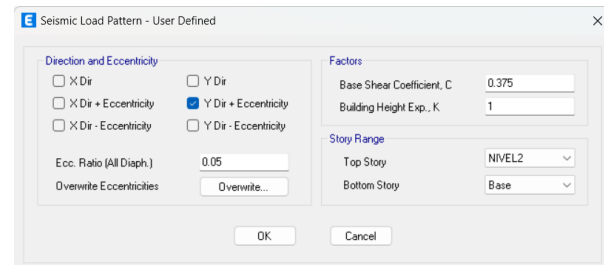 E Seismic Load Pattern - User Defined
Direction and Eccentricity
X Dir
Y Dir
X Dir + Eccentricity
Y Dir + Eccentricity
X Dir - Eccentricity
Y Dir - Eccentricity
Ecc. Ratio (All Diaph.) 0.05
Overwrite Eccentricities Overwrite...
Factors
Base Shear Coefficient, C 0.375
Building Height Exp., K 1
Story Range
Top Story NIVEL2
Bottom Story Base
OK
Cancel